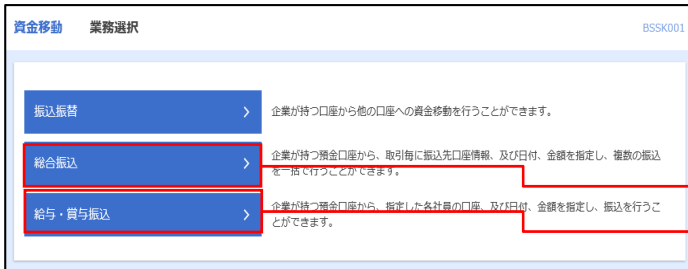 資金移動 業務選択 BSSK001
振込振替 企業が持つ口座から他の口座への資金移動を行うことができます。
総合振込 企業が持つ預金口座から、取引毎に振込先口座情報、及び日付、金額を指定し、複数の振込
を一括で行うことができます。
給与・賞与振込 企業が持つ預金口座から、指定した各社員の口座、及び日付、金額を指定し、振込を行うこ
とができます。